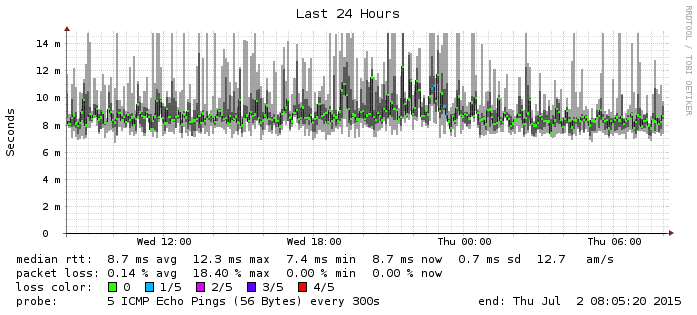 Last 24 Hours
RRDTOOL / TOBI OETIKER
Seconds
14 m
12 m
10 m
8 m
6 m
4 m
2 m
0
Wed 12:00 Wed 18:00 Thu 00:00 Thu 06:00
median rtt: 8.7 ms avg 12.3 ms max 7.4 ms min 8.7 ms now 0.7 ms sd 12.7 am/s
packet loss: 0.14 % avg 18.40 % max 0.00 % min 0.00 % now
loss color: 0 1/5 2/5 3/5 4/5
probe: 5 ICMP Echo Pings (56 Bytes) every 300s end: Thu Jul 2 08:05:20 2015